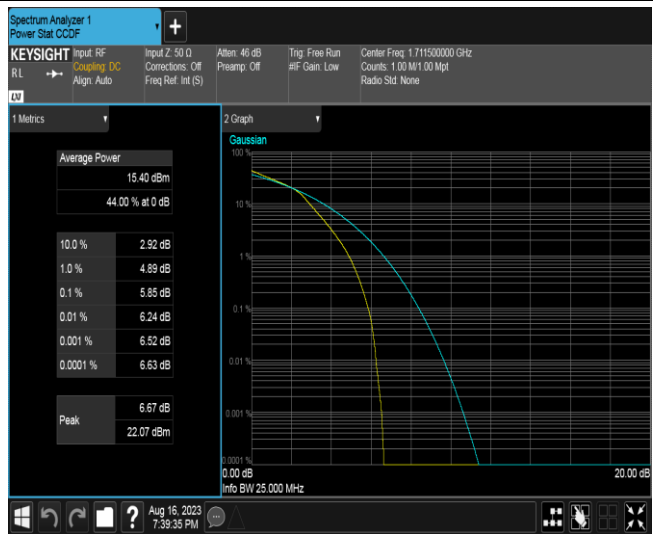 Spectrum Analyzer 1
Power Stat CCDF
+
KEYSIGHT
RL
Input: RF
Coupling: DC
Align: Auto
Input Z: 50 Ω
Corrections: Off
Freq Ref: Int (S)
Atten: 46 dB
Preamp: Off
Trig: Free Run
#IF Gain: Low
Center Freq: 1.711500000 GHz
Counts: 1.00 M/1.00 Mpt
Radio Std: None
1 Metrics
Average Power
15.40 dBm
44.00 % at 0 dB
10.0 % 2.92 dB
1.0 % 4.89 dB
0.1 % 5.85 dB
0.01 % 6.24 dB
0.001 % 6.52 dB
0.0001 % 6.63 dB
Peak
6.67 dB
22.07 dBm
2 Graph
Gaussian
100 %
10 %
1 %
0.1 %
0.01 %
0.001 %
0.0001 %
0.00 dB
20.00 dB
Info BW 25.000 MHz
?
Aug 16, 2023
7:39:35 PM